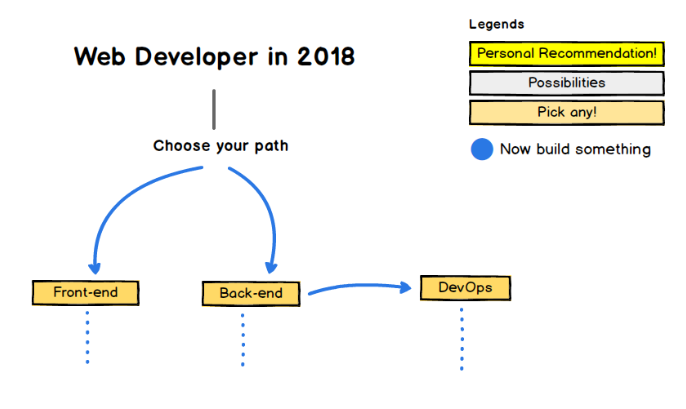 Legends
Web Developer in 2018
Personal Recommendation!
Possibilities
Pick any!
Choose your path
Now build something
Front-end
Back-end
DevOps